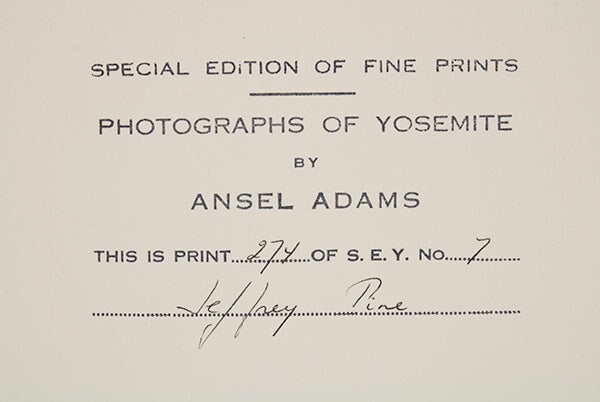 SPECIAL EDITION OF FINE PRINTS
PHOTOGRAPHS OF YOSEMITE
BY
ANSEL ADAMS
THIS IS PRINT....274....OF S. E. Y. NO.....7........
Jeffrey Pine